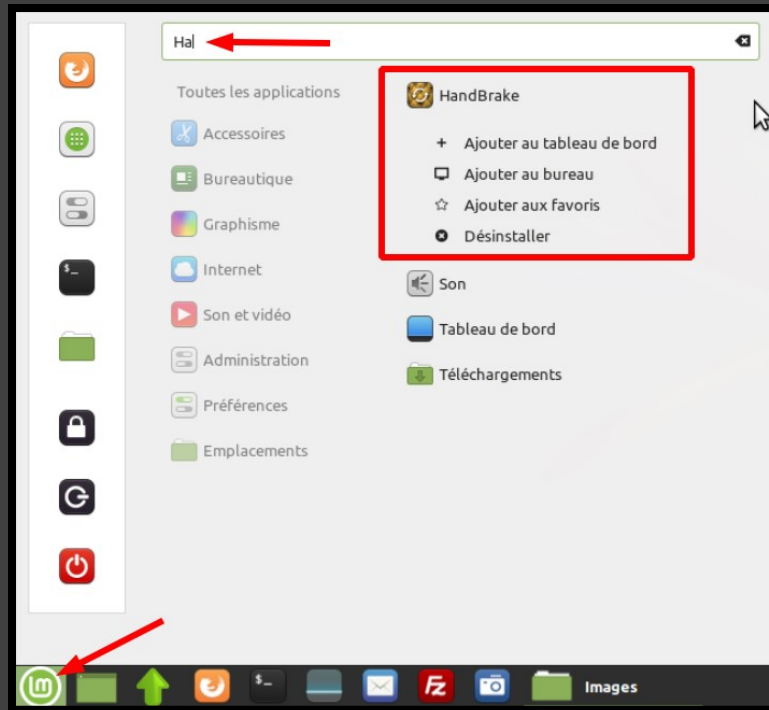 Ha
Toutes les applications
Accessoires
Bureautique
Graphisme
Internet
Son et vidéo
Administration
Préférences
Emplacements
HandBrake
Ajouter au tableau de bord
Ajouter au bureau
Ajouter aux favoris
Désinstaller
Son
Tableau de bord
Téléchargements
$_
$_
Fz
Images